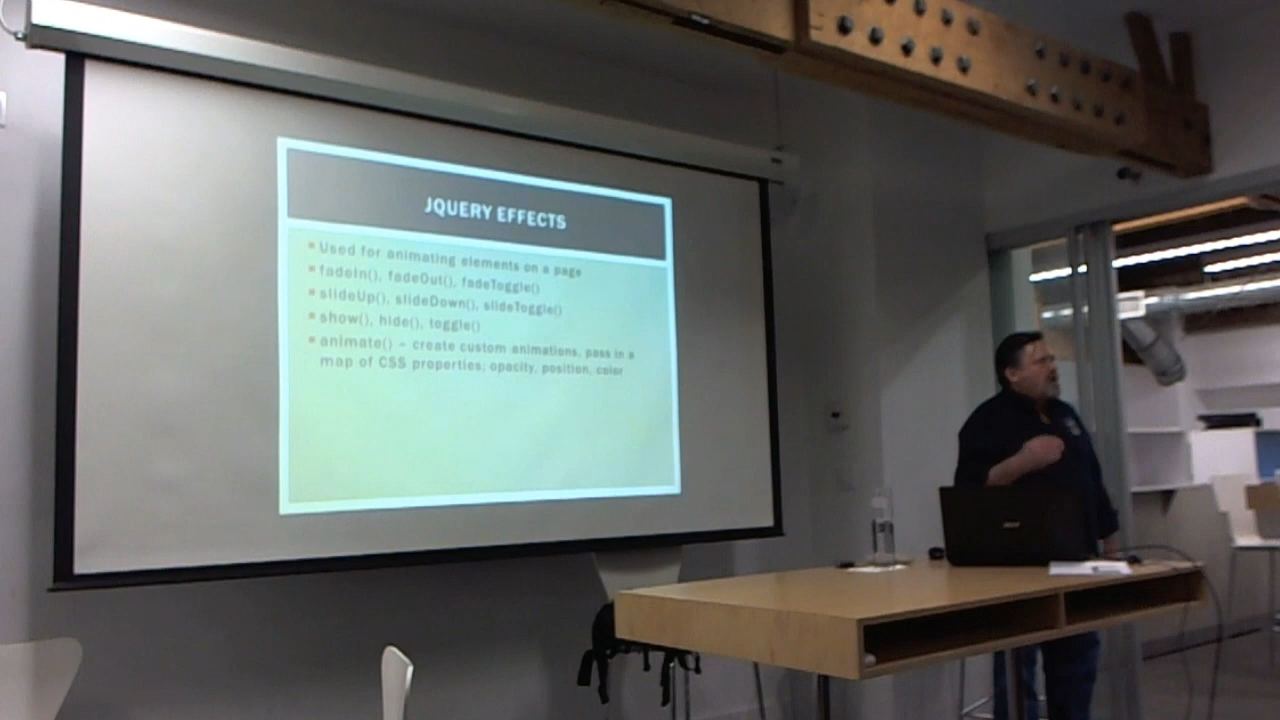 JQUERY EFFECTS
Used for animating elements on a page
fadeIn(), fadeOut(), fadeToggle()
slideUp(), slideDown(), slideToggle()
show(), hide(), toggle()
animate() – create custom animations, pass in a
map of CSS properties; opacity, position, color